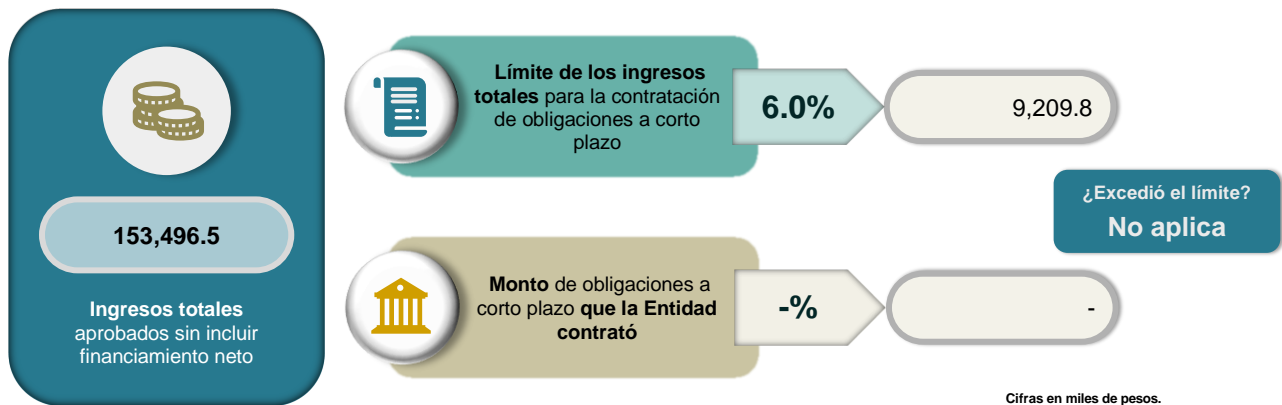 153,496.5
Ingresos totales
aprobados sin incluir
financiamiento neto
Límite de los ingresos
totales para la contratación
de obligaciones a corto
plazo
6.0%
9,209.8
¿Excedió el límite?
No aplica
Monto de obligaciones a
corto plazo que la Entidad
contrató
-%
-
Cifras en miles de pesos.